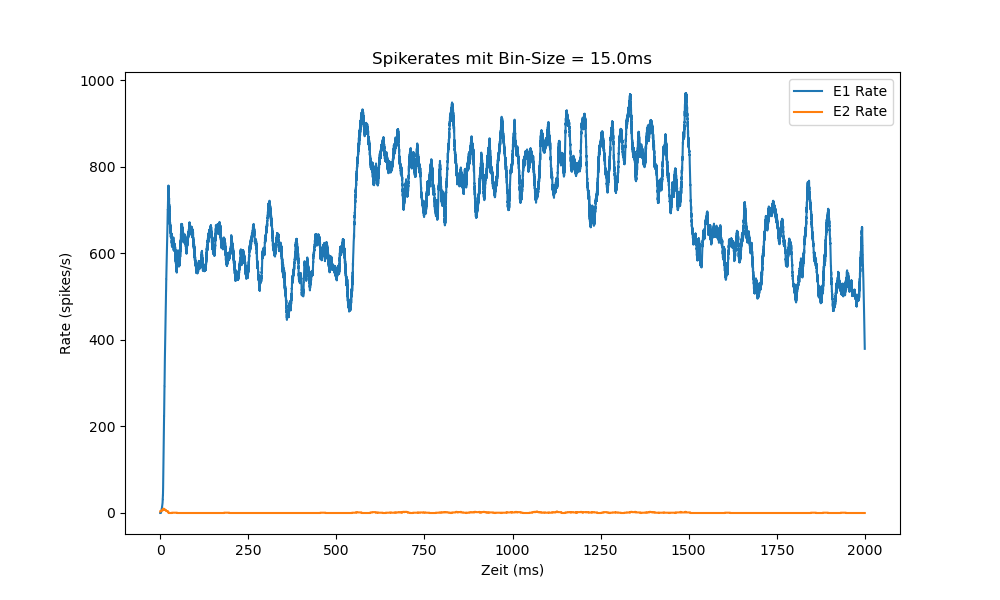 Spikerates mit Bin-Size = 15.0ms
E1 Rate
E2 Rate
1000
800
600
400
200
0
Rate (spikes/s)
0 250 500 750 1000 1250 1500 1750 2000
Zeit (ms)